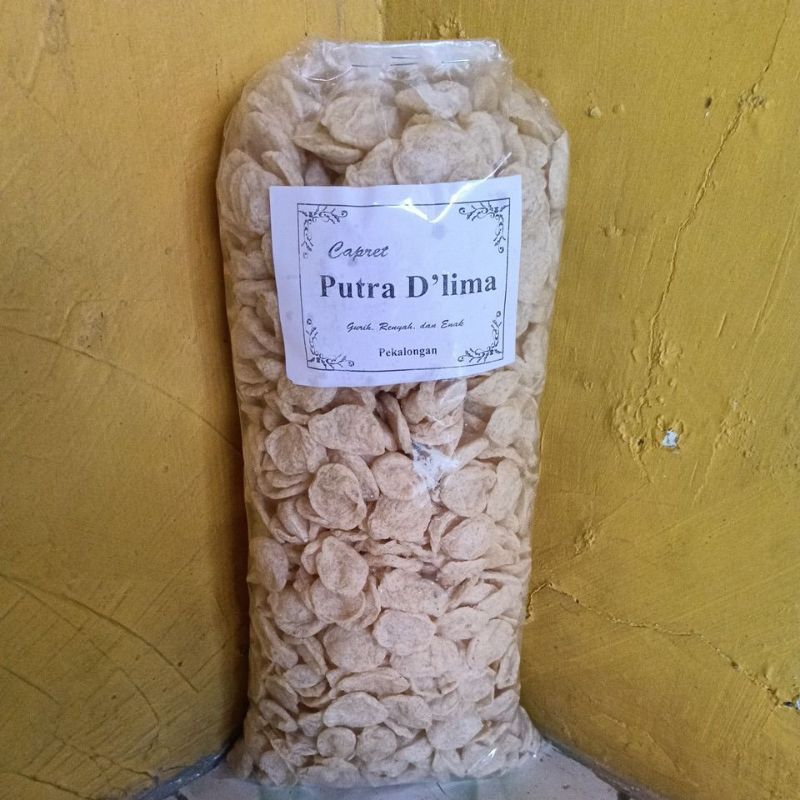 Capret
Putra D'lima
Gurih, Renyah, dan Enak
Pekalongan